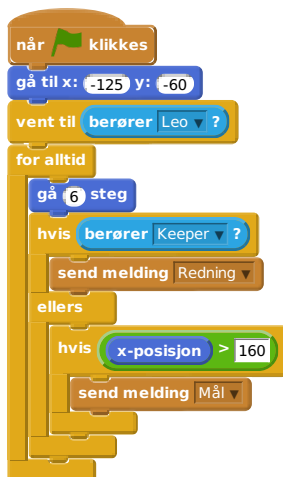 når klikkes
gå til x: -125 y: -60
vent til berører Leo ?
for alltid
gå 6 steg
hvis berører Keeper ?
send melding Redning
ellers
hvis x-posisjon > 160
send melding Mål